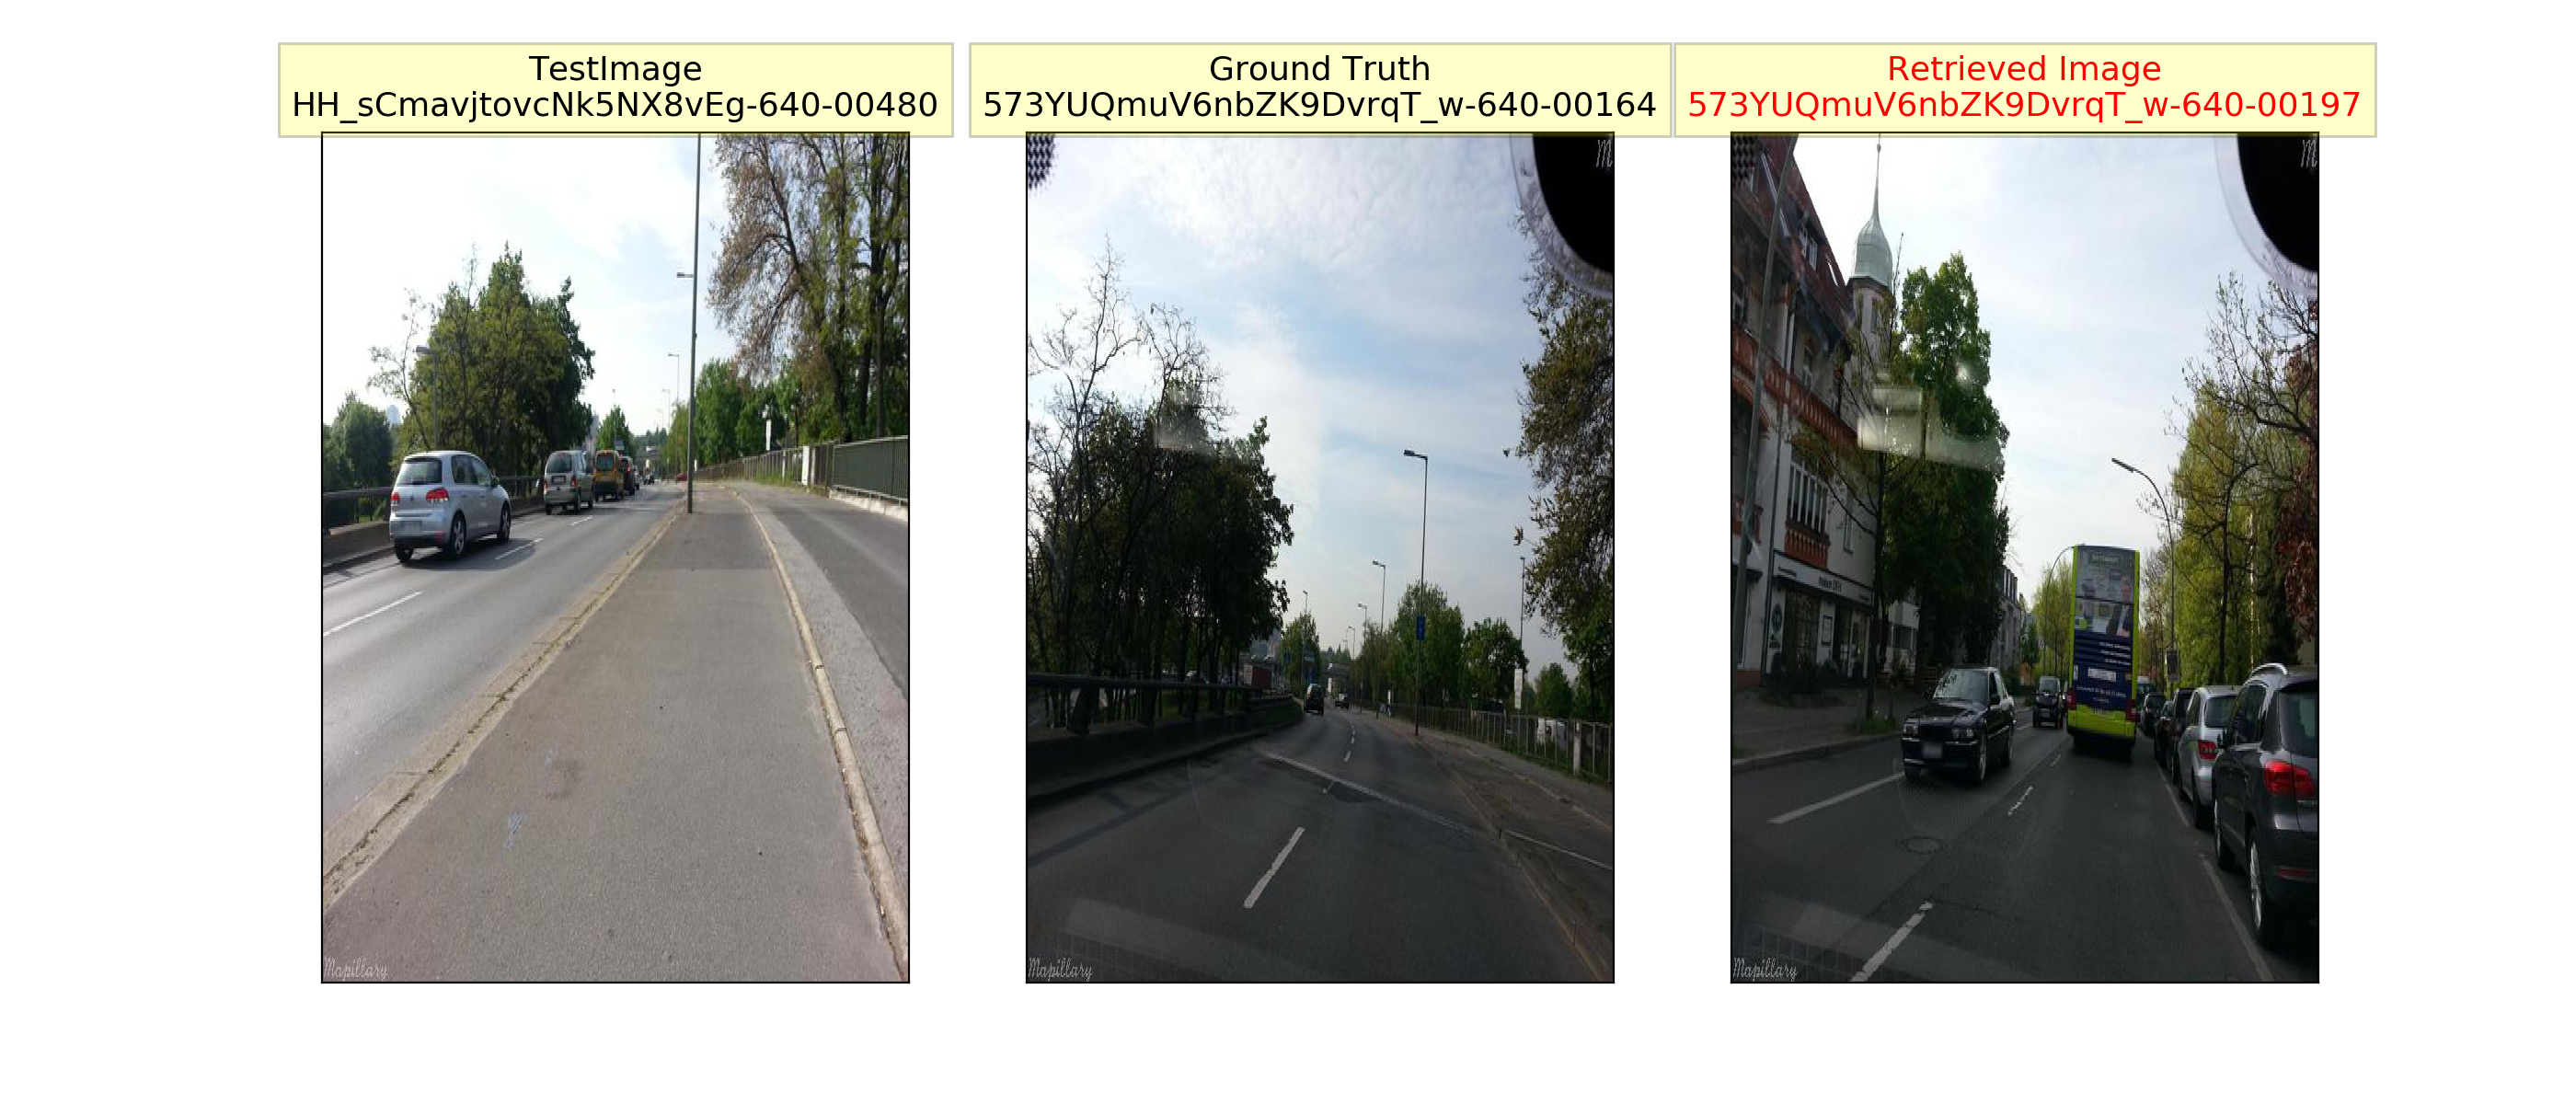 TestImage
HH_sCmavjtovcNk5NX8vEg-640-00480
Ground Truth
573YUQmuV6nbZK9DvrqT_w-640-00164
Retrieved Image
573YUQmuV6nbZK9DvrqT_w-640-00197
M
M
Mapillary
Mapillary
Mapillary